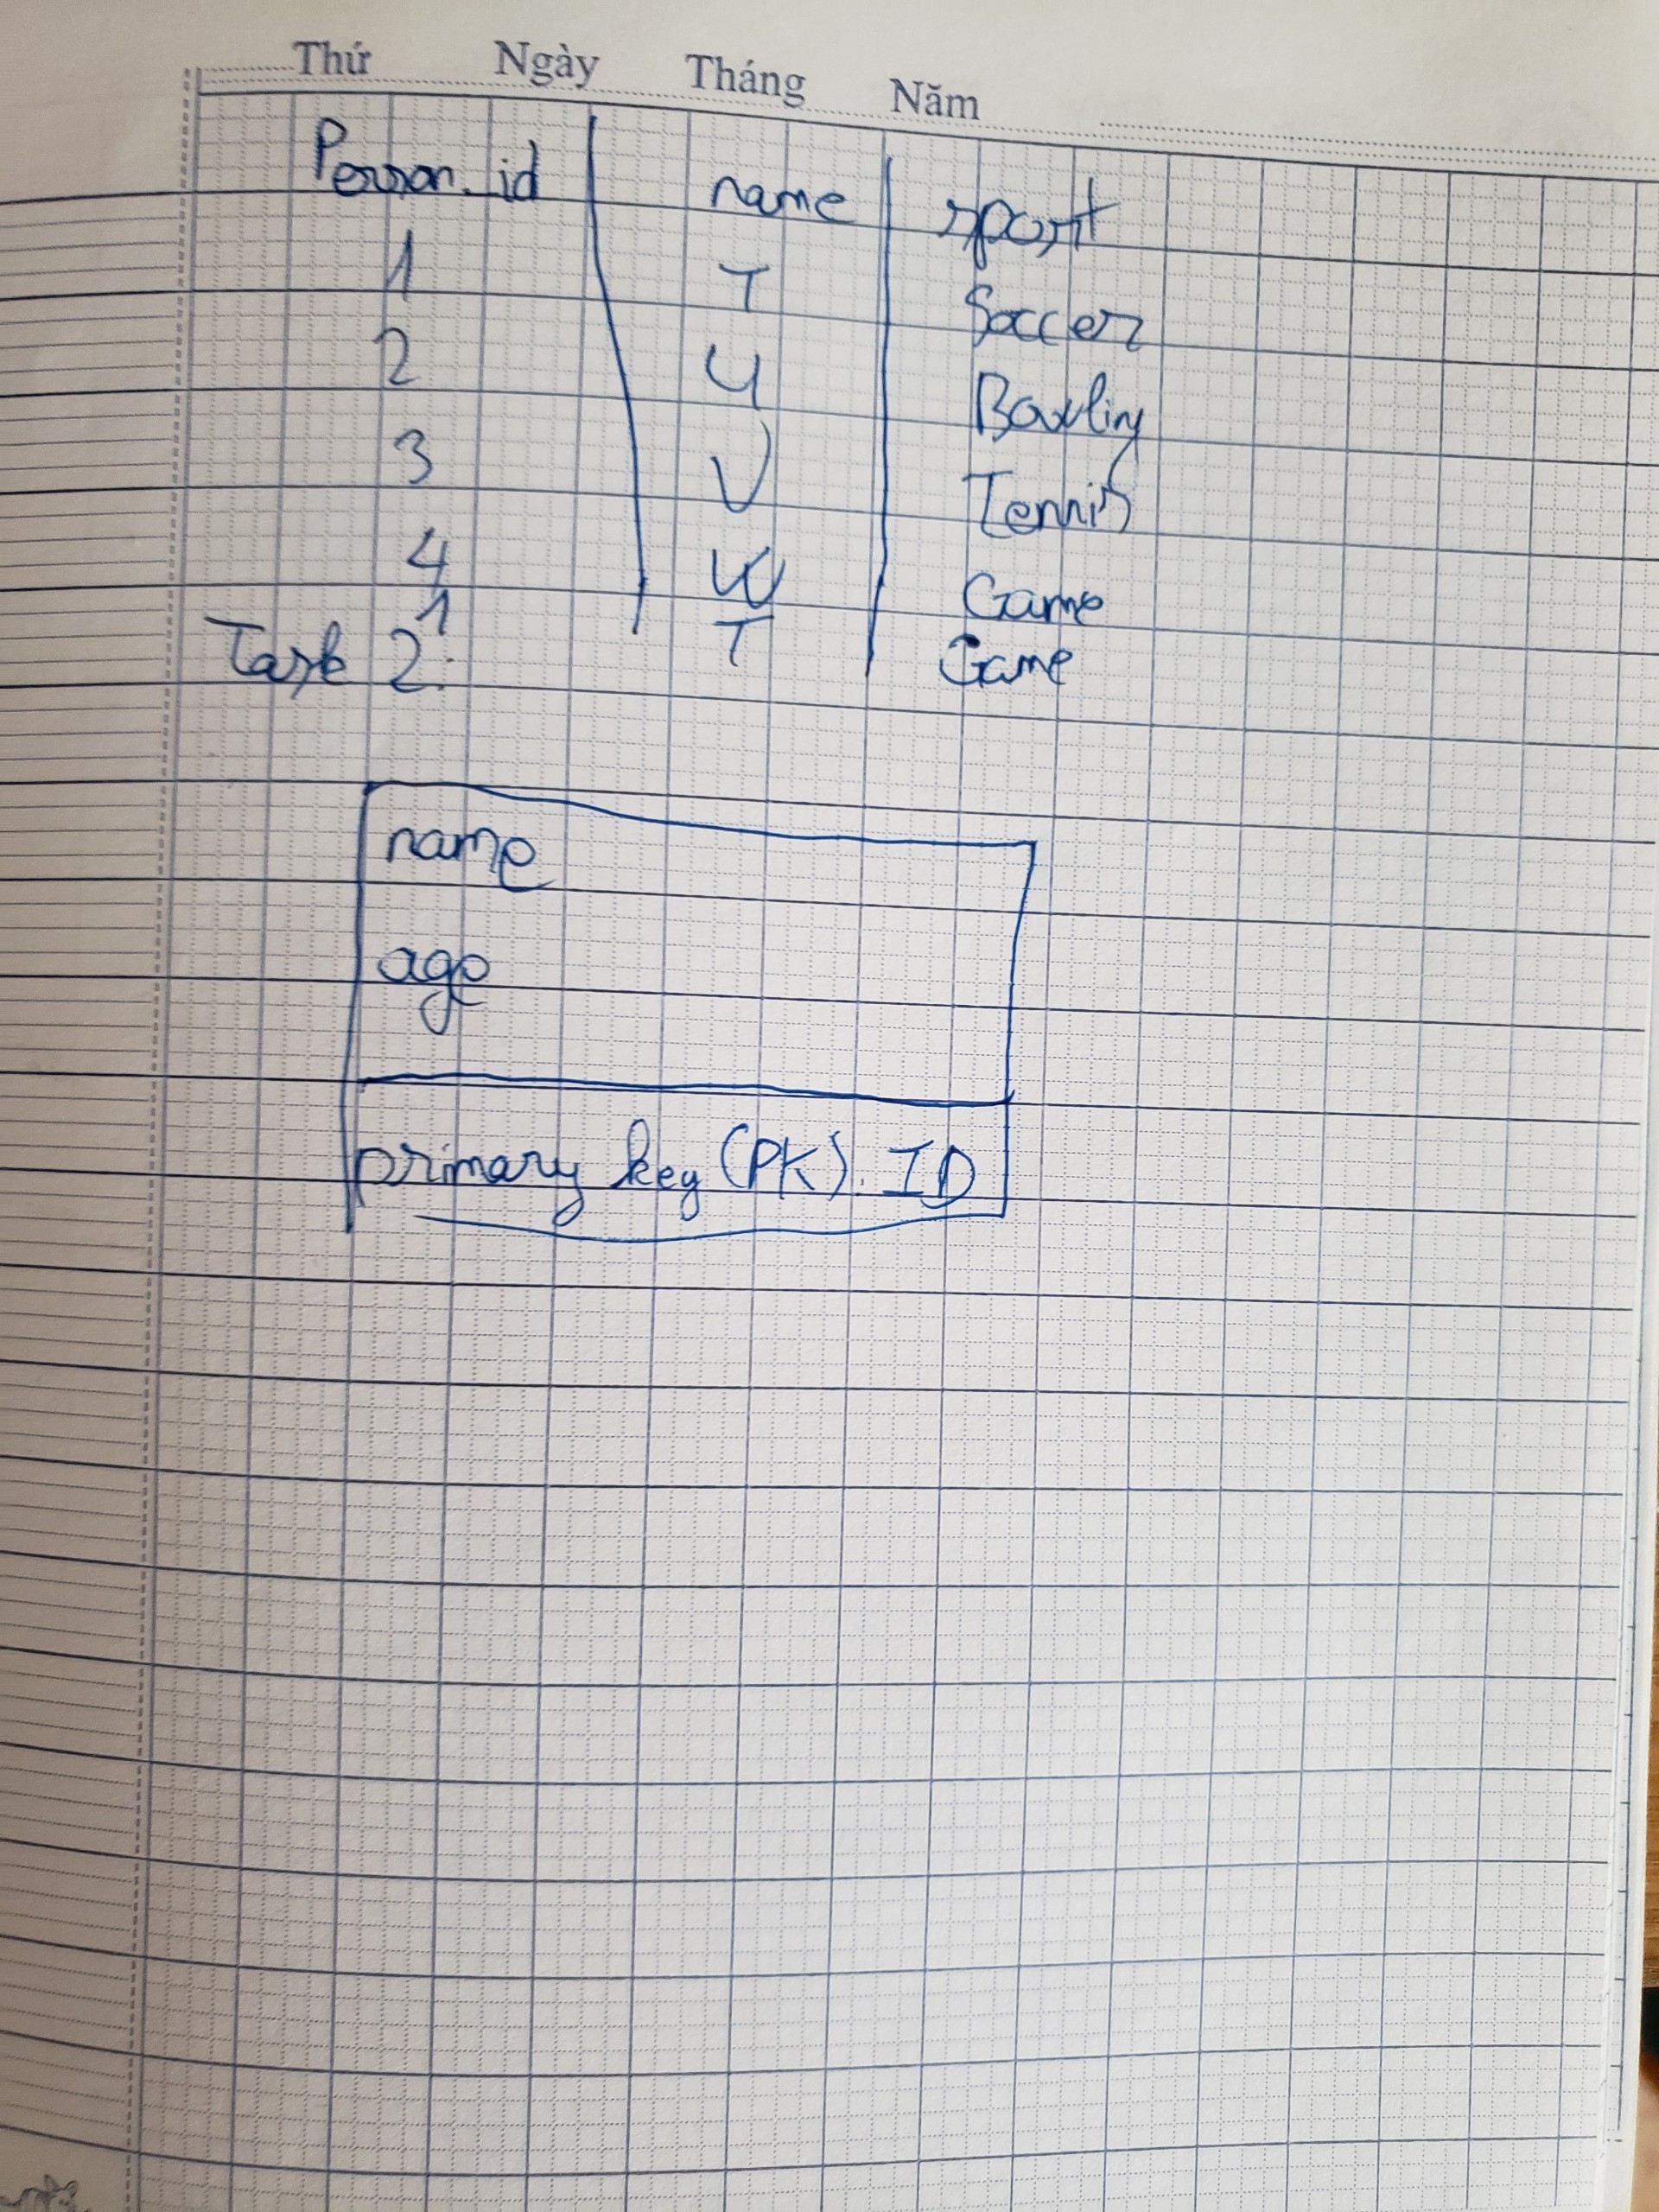 Thứ Ngày Tháng Năm
Person_id name sport
1 T Soccer
2 U Bowling
3 V Tennis
4 W Game
1 T Game
Task 2:
name
age
primary key (PK): ID